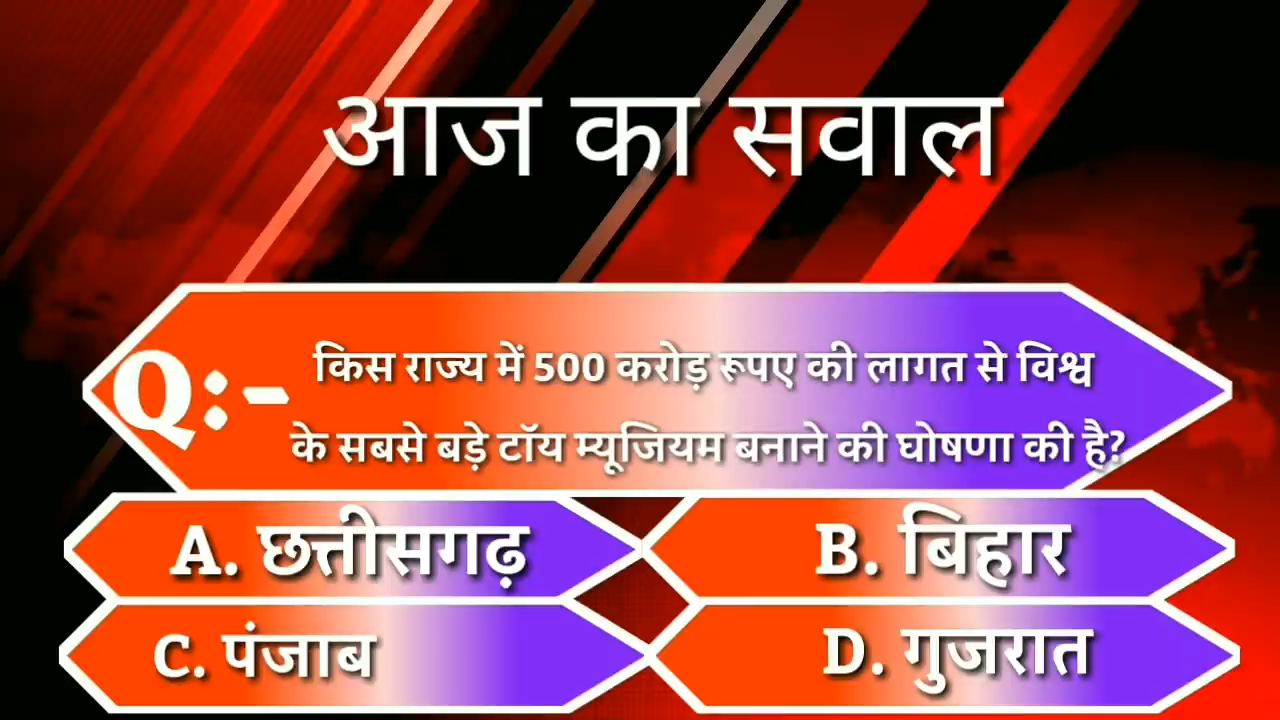 आज का सवाल
Q:- किस राज्य में 500 करोड़ रूपए की लागत से विश्व
के सबसे बड़े टॉय म्यूजियम बनाने की घोषणा की है?
A. छत्तीसगढ़
B. बिहार
C. पंजाब
D. गुजरात